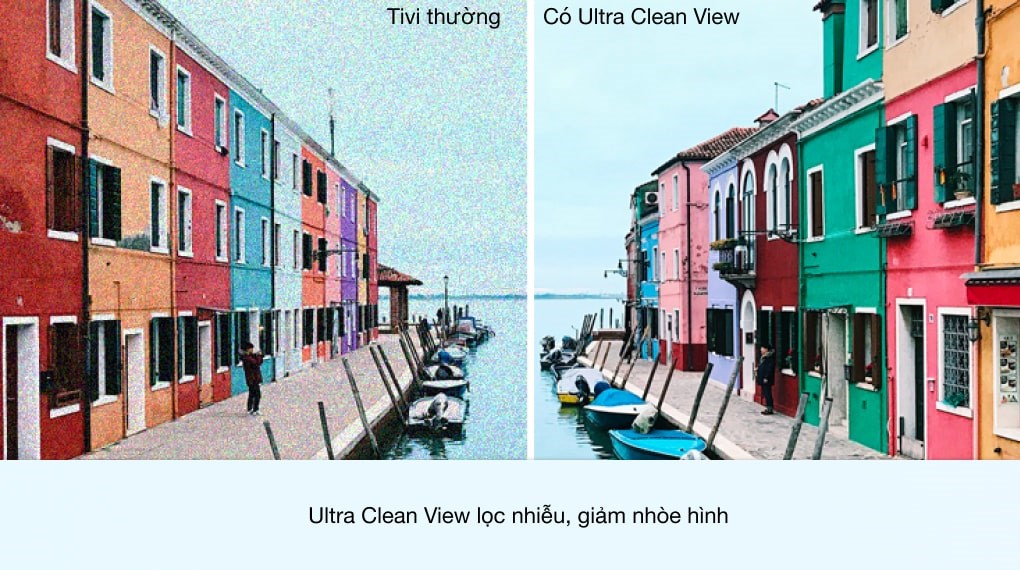 Tivi thường
Có Ultra Clean View
Ultra Clean View lọc nhiễu, giảm nhòe hình